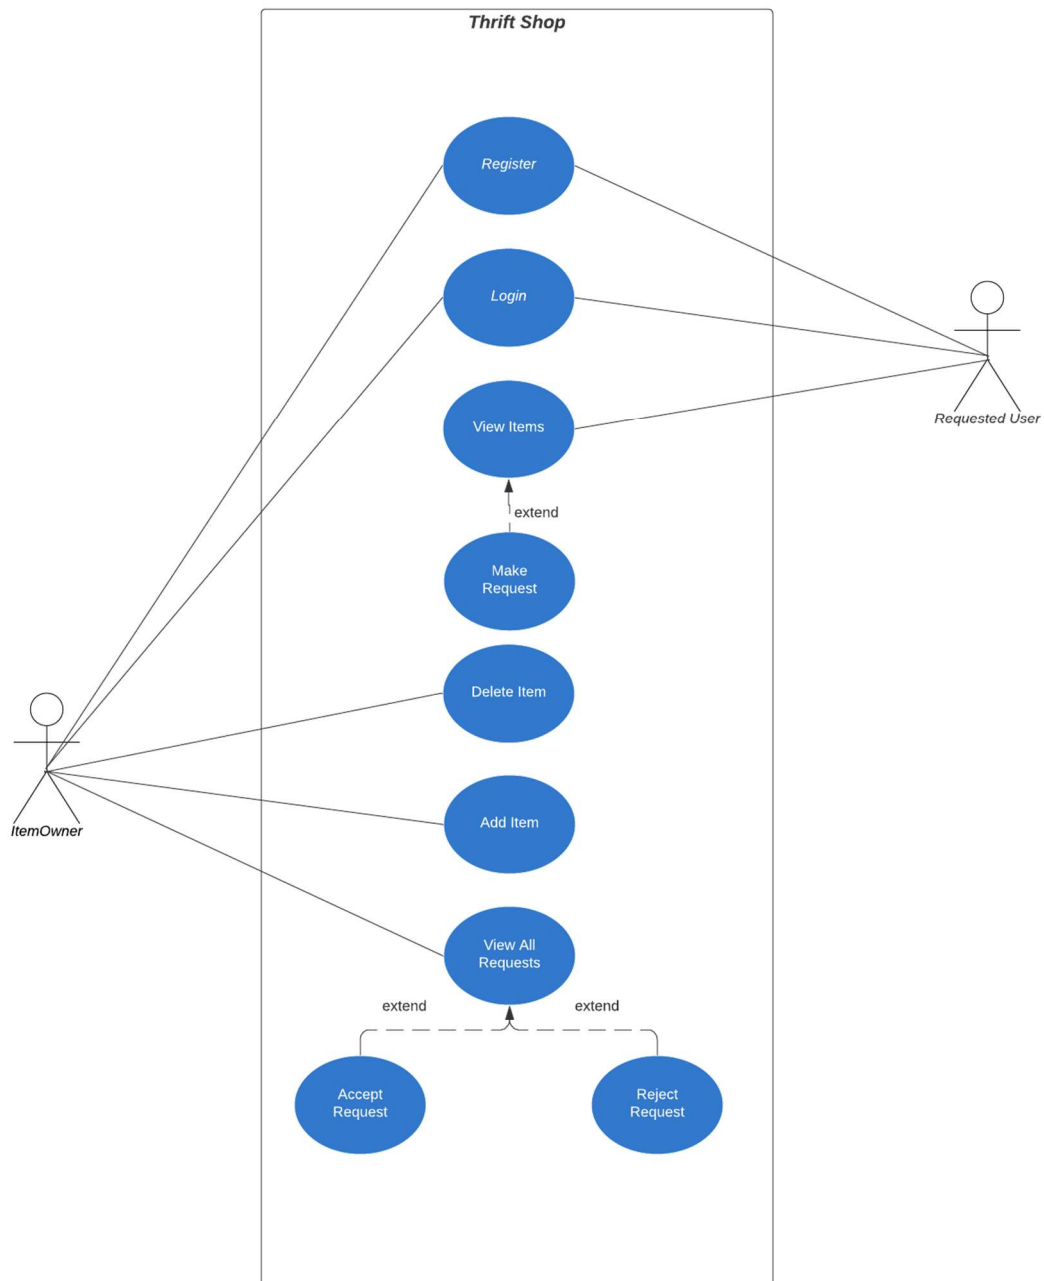 Thrift Shop
Register
Login
View Items
Requested User
extend
Make
Request
Delete Item
Add Item
ItemOwner
View All
Requests
extend
extend
Accept
Request
Reject
Request